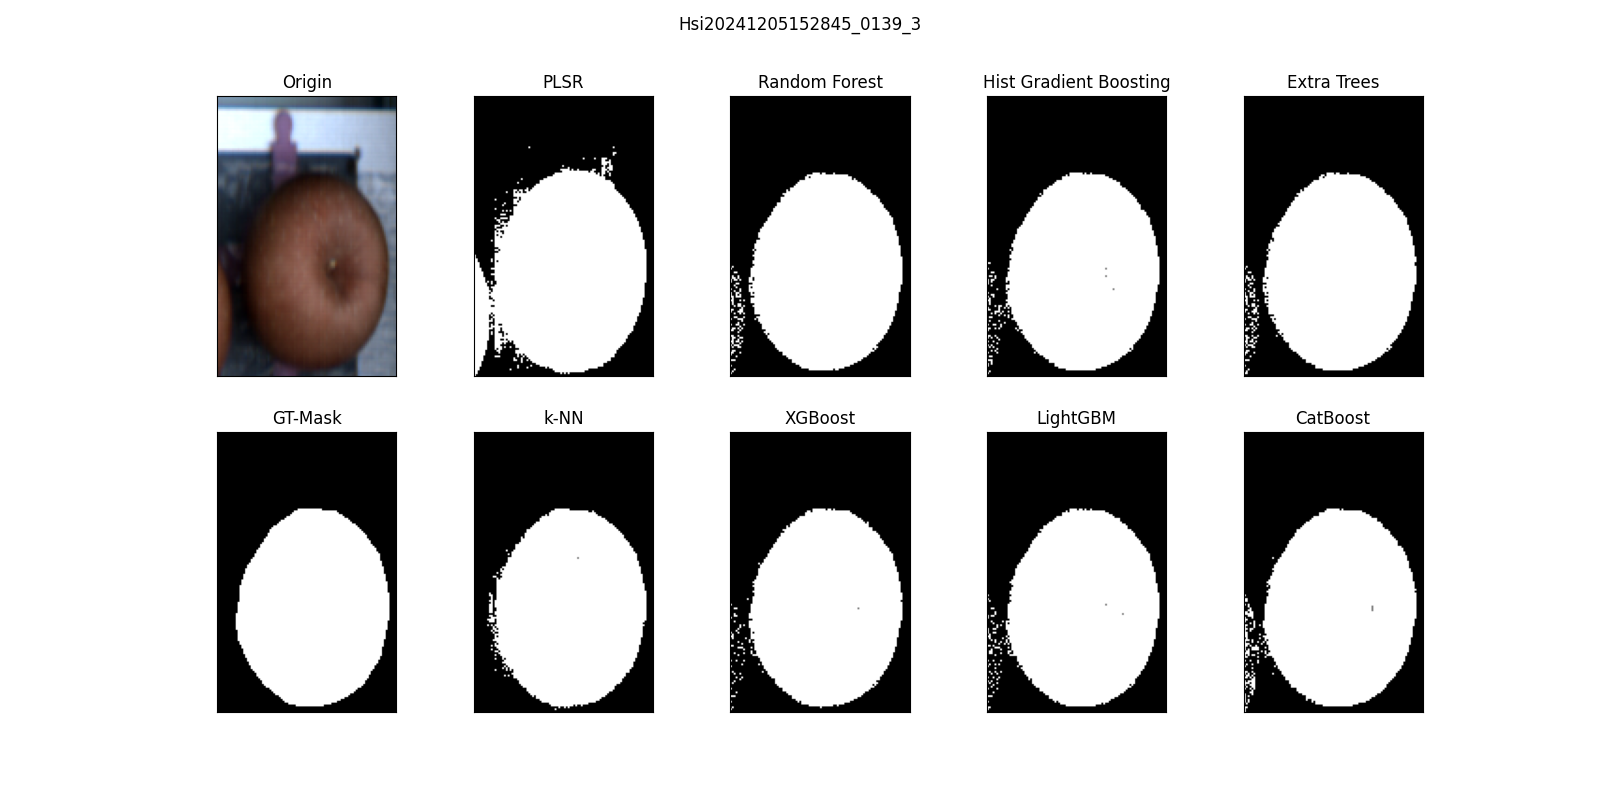 Hsi20241205152845_0139_3
Origin
PLSR
Random Forest
Hist Gradient Boosting
Extra Trees
GT-Mask
k-NN
XGBoost
LightGBM
CatBoost